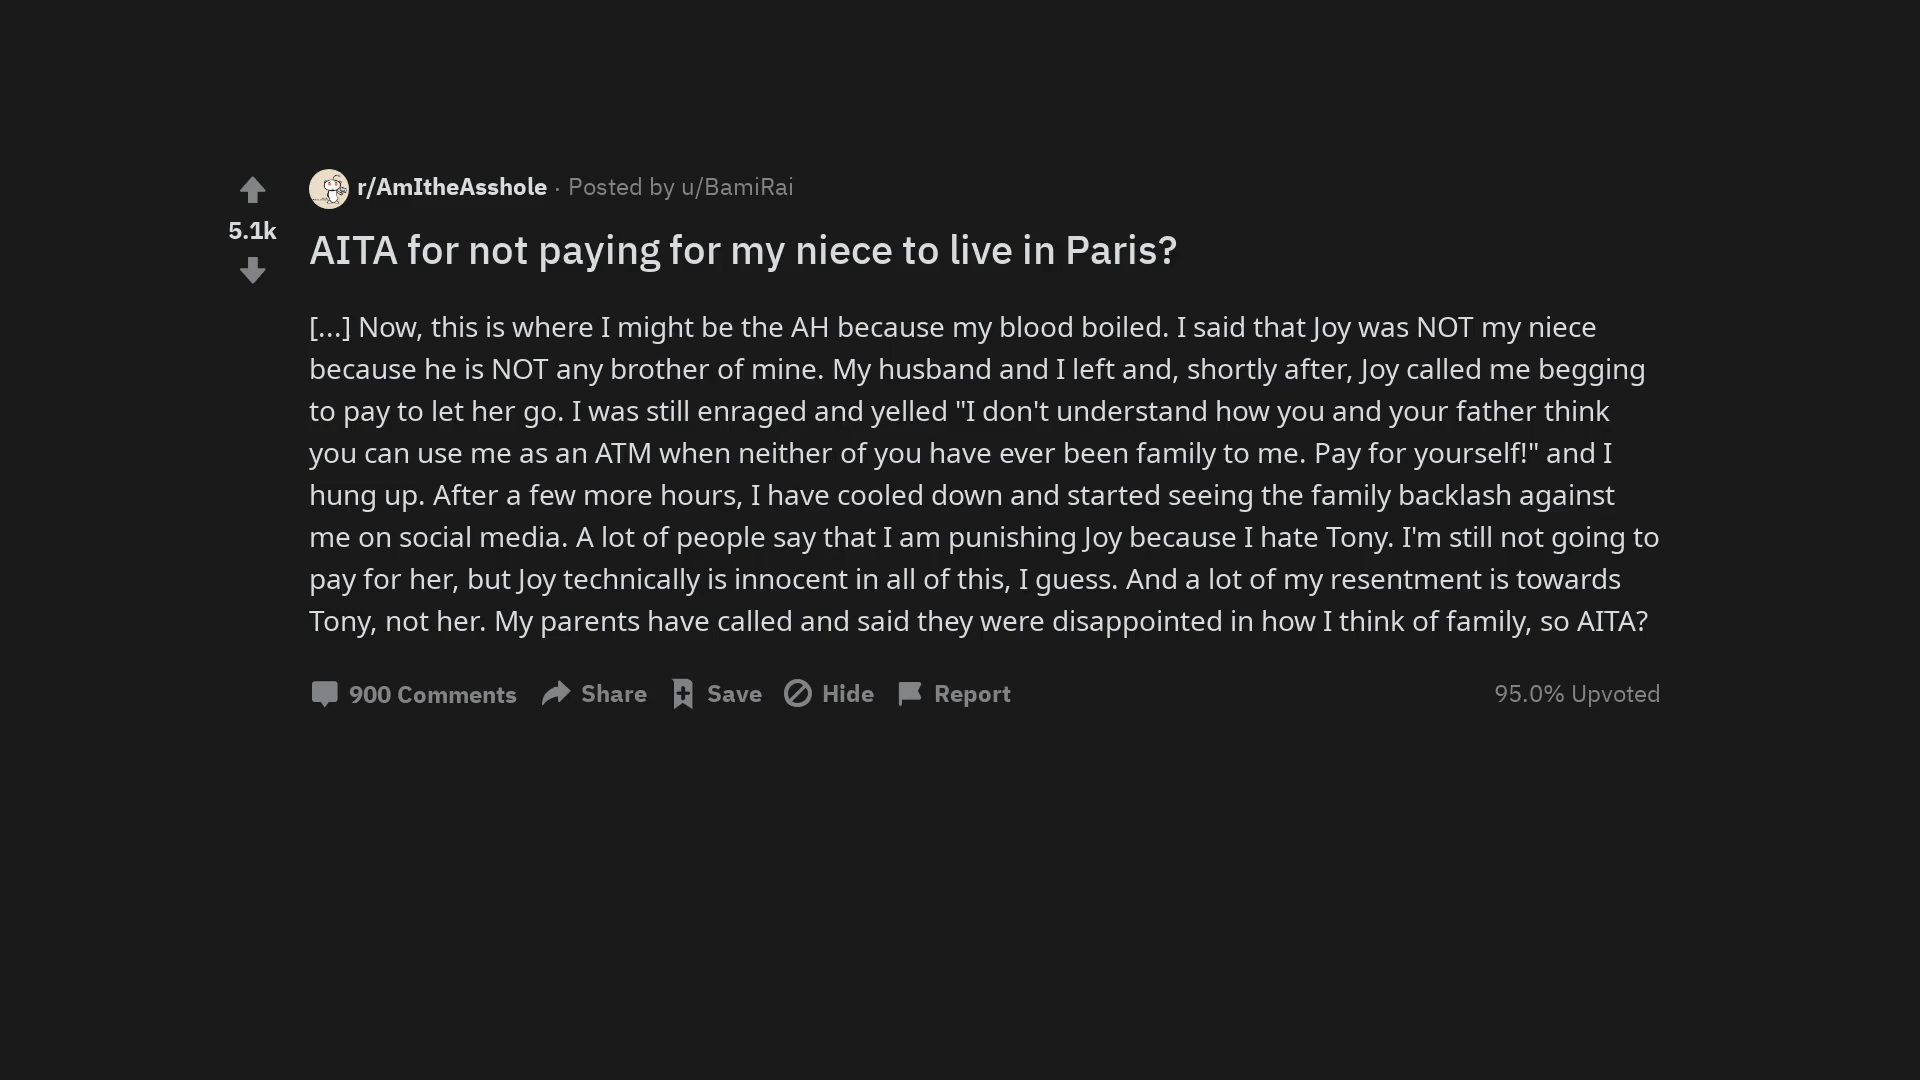 r/AmItheAsshole · Posted by u/BamiRai
5.1k
AITA for not paying for my niece to live in Paris?
[...] Now, this is where I might be the AH because my blood boiled. I said that Joy was NOT my niece
because he is NOT any brother of mine. My husband and I left and, shortly after, Joy called me begging
to pay to let her go. I was still enraged and yelled "I don't understand how you and your father think
you can use me as an ATM when neither of you have ever been family to me. Pay for yourself!" and I
hung up. After a few more hours, I have cooled down and started seeing the family backlash against
me on social media. A lot of people say that I am punishing Joy because I hate Tony. I'm still not going to
pay for her, but Joy technically is innocent in all of this, I guess. And a lot of my resentment is towards
Tony, not her. My parents have called and said they were disappointed in how I think of family, so AITA?
900 Comments Share Save Hide Report 95.0% Upvoted